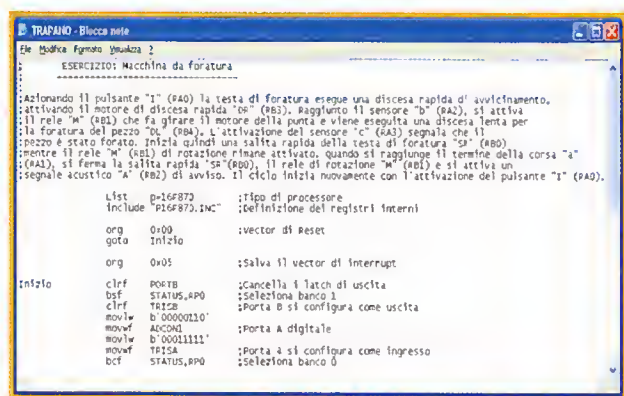 TRAPANO - Blocco note
File Modifica Formato Visualizza ?
; ESERCIZIO: Macchina da foratura
; ------------------------------------
;Azionando il pulsante "I" (RA0) la testa di foratura esegue una discesa rapida d' avvicinamento,
;attivando il motore di discesa rapida "DR" (RB3). Raggiunto il sensore "b" (RA2), si attiva
;il rele "M" (RB1) che fa girare il motore della punta e viene eseguita una discesa lenta per
;la foratura del pezzo "DL" (RB4). L'attivazione del sensore "c" (RA3) segnala che il
;pezzo è stato forato. Inizia quindi una salita rapida della testa di foratura "SR" (RB0)
;mentre il rele "M" (RB1) di rotazione rimane attivato. quando si raggiunge il termine della corsa "a"
;(RA1), si ferma la salita rapida "SR"(RB0), il rele di rotazione "M" (RB1) e si attiva un
;segnale acustico "A" (RB2) di avviso. Il ciclo inizia nuovamente con l'attivazione del pulsante "I" (RA0).
List p=16F870 ;Tipo di processore
include "P16F870.INC" ;Definizione dei registri interni
org 0x00 ;Vector di Reset
goto Inizio
org 0x05 ;Salva il vector di interrupt
Inizio clrf PORTB ;Cancella i latch di uscita
bsf STATUS,RP0 ;Seleziona banco 1
clrf TRISB ;Porta B si configura come uscita
movlw b'00000110'
movwf ADCON1 ;Porta A digitale
movlw b'00011111'
movwf TRISA ;Porta A si configura come ingresso
bcf STATUS,RP0 ;Seleziona banco 0